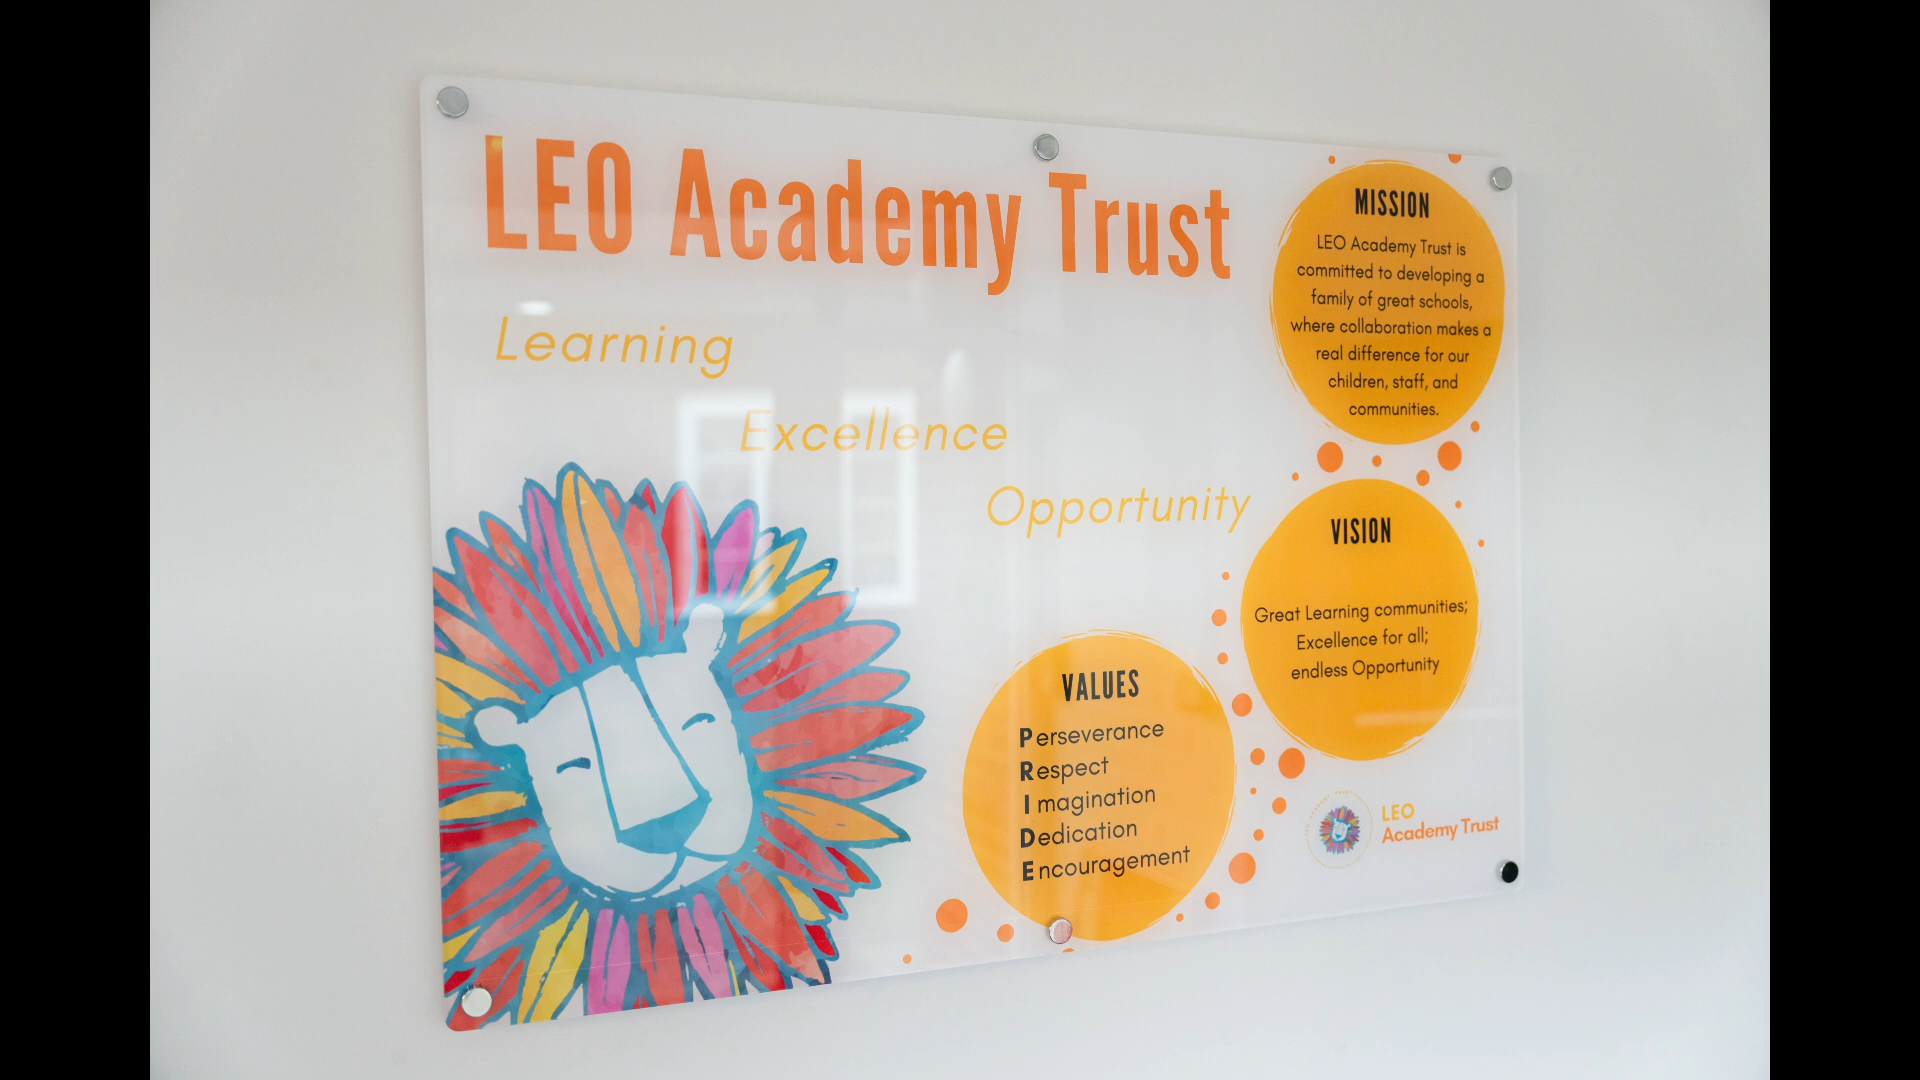 LEO Academy Trust
Learning
Excellence
Opportunity
MISSION
LEO Academy Trust is
committed to developing a
family of great schools,
where collaboration makes a
real difference for our
children, staff, and
communities.
VISION
Great Learning communities;
Excellence for all;
endless Opportunity
VALUES
Perseverance
Respect
Imagination
Dedication
Encouragement
LEO
Academy Trust